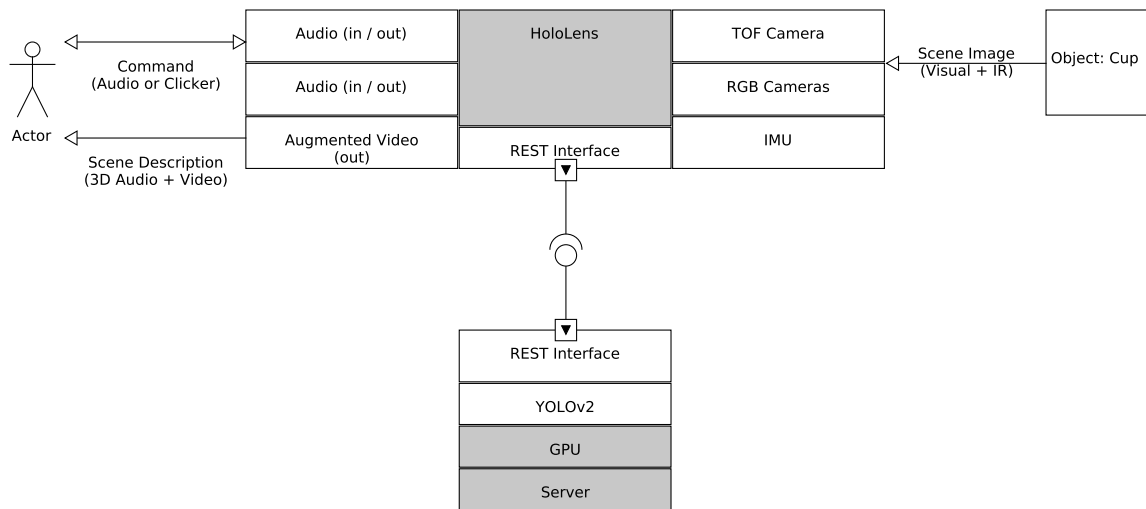 Audio (in / out)
HoloLens
TOF Camera
Command
(Audio or Clicker)
Scene Image
(Visual + IR)
Object: Cup
Audio (in / out)
RGB Cameras
Actor
Augmented Video
(out)
REST Interface
IMU
Scene Description
(3D Audio + Video)
REST Interface
YOLOv2
GPU
Server